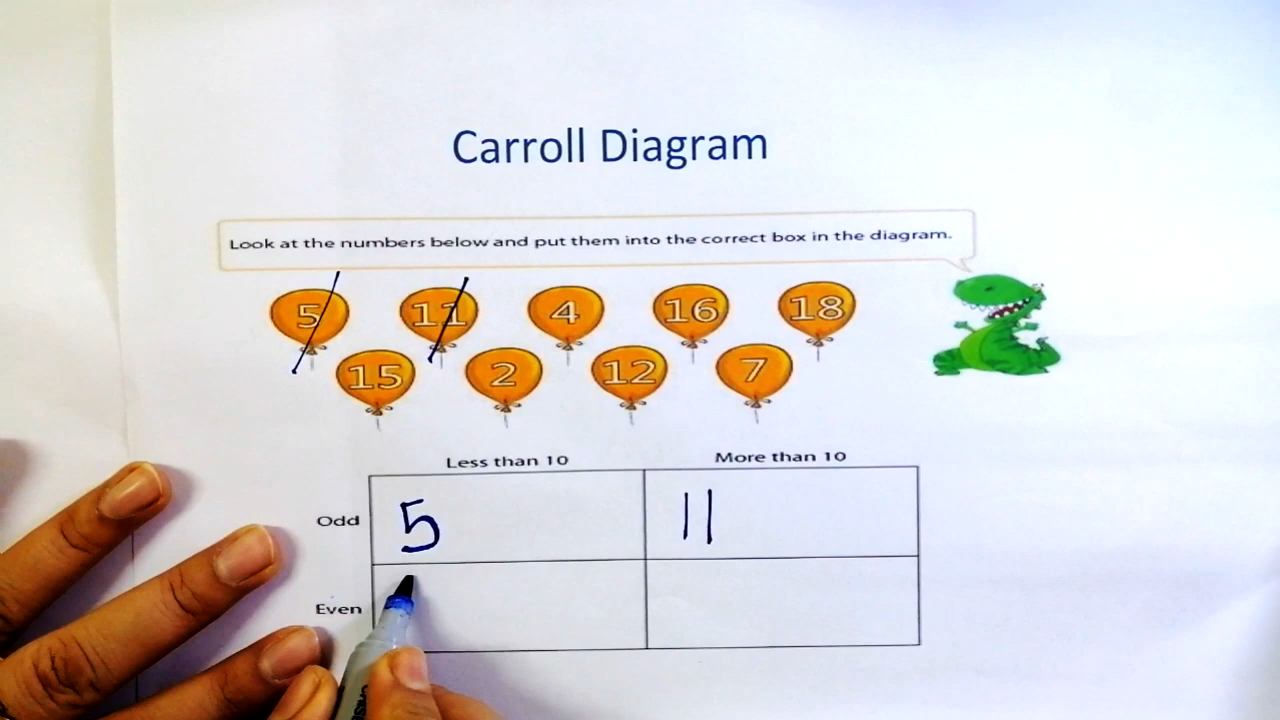 Carroll Diagram
Look at the numbers below and put them into the correct box in the diagram.
5 11 4 16 18
15 2 12 7
Less than 10 More than 10
Odd 5 11
Even